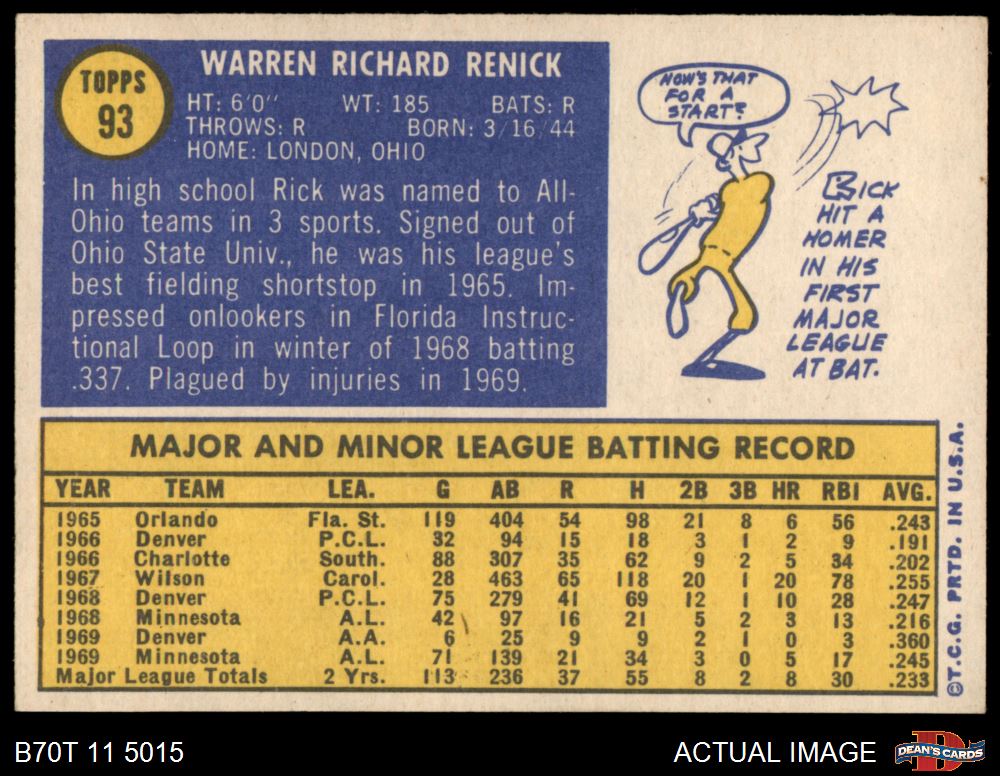 TOPPS
93
WARREN RICHARD RENICK
HT: 6'0" WT: 185 BATS: R
THROWS: R BORN: 3/16/44
HOME: LONDON, OHIO
In high school Rick was named to All-
Ohio teams in 3 sports. Signed out of
Ohio State Univ., he was his league's
best fielding shortstop in 1965. Im-
pressed onlookers in Florida Instruc-
tional Loop in winter of 1968 batting
.337. Plagued by injuries in 1969.
HOW'S THAT
FOR A
START?
RICK
HIT A
HOMER
IN HIS
FIRST
MAJOR
LEAGUE
AT BAT.
MAJOR AND MINOR LEAGUE BATTING RECORD
YEAR TEAM LEA. G AB R H 2B 3B HR RBI AVG.
1965 Orlando Fla. St. 119 404 54 98 21 8 6 56 .243
1966 Denver P.C.L. 32 94 15 18 3 1 2 9 .191
1966 Charlotte South. 88 307 35 62 9 2 5 34 .202
1967 Wilson Carol. 28 463 65 118 20 1 20 78 .255
1968 Denver P.C.L. 75 279 41 69 12 1 10 28 .247
1968 Minnesota A.L. 42 97 16 21 5 2 3 13 .216
1969 Denver A.A. 6 25 9 9 2 1 0 3 .360
1969 Minnesota A.L. 71 139 21 34 3 0 5 17 .245
Major League Totals 2 Yrs. 113 236 37 55 8 2 8 30 .233
©T.C.G. PRTD. IN U.S.A.
B70T 11 5015
ACTUAL IMAGE
D
DEAN'S CARDS